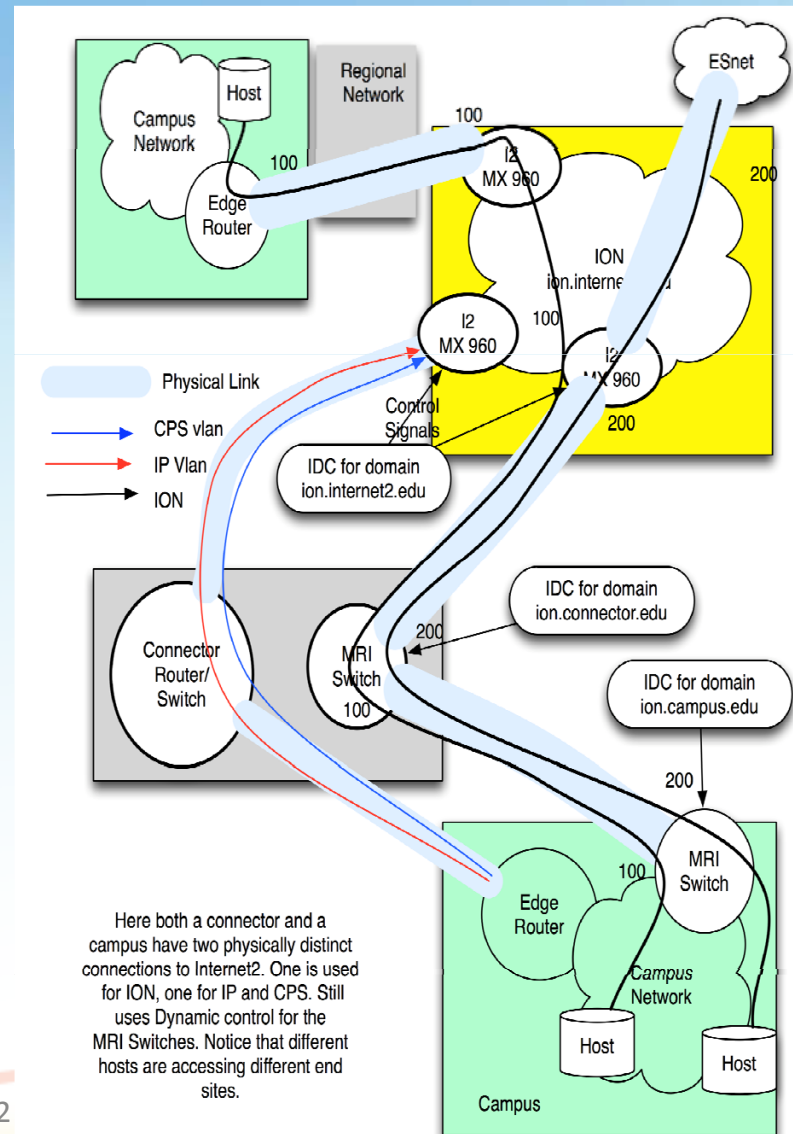 ESnet
Regional
Network
Host
Campus
Network
100
100
Edge
Router
I2
MX 960
200
ION
100
I2
MX 960
I2
MX 960
200
Control
Signals
IDC for domain
ion.internet2.edu
Physical Link
CPS vlan
IP Vlan
ION
IDC for domain
ion.connector.edu
200
Connector
Router/
Switch
MRI
Switch
100
IDC for domain
ion.campus.edu
200
MRI
Switch
100
Edge
Router
Campus
Network
Host
Host
Campus
Here both a connector and a
campus have two physically distinct
connections to Internet2. One is used
for ION, one for IP and CPS. Still
uses Dynamic control for the
MRI Switches. Notice that different
hosts are accessing different end
sites.
2